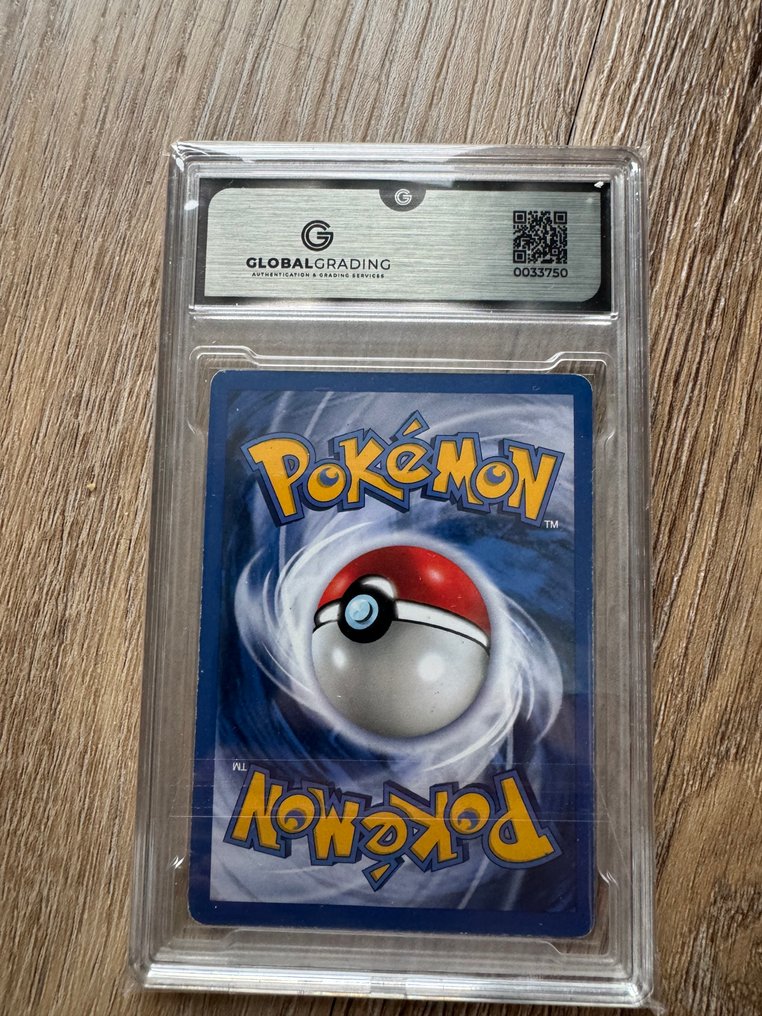 G
G
GLOBALGRADING
AUTHENTICATION & GRADING SERVICES
0033750
POKéMON
TM
TM
POKéMON